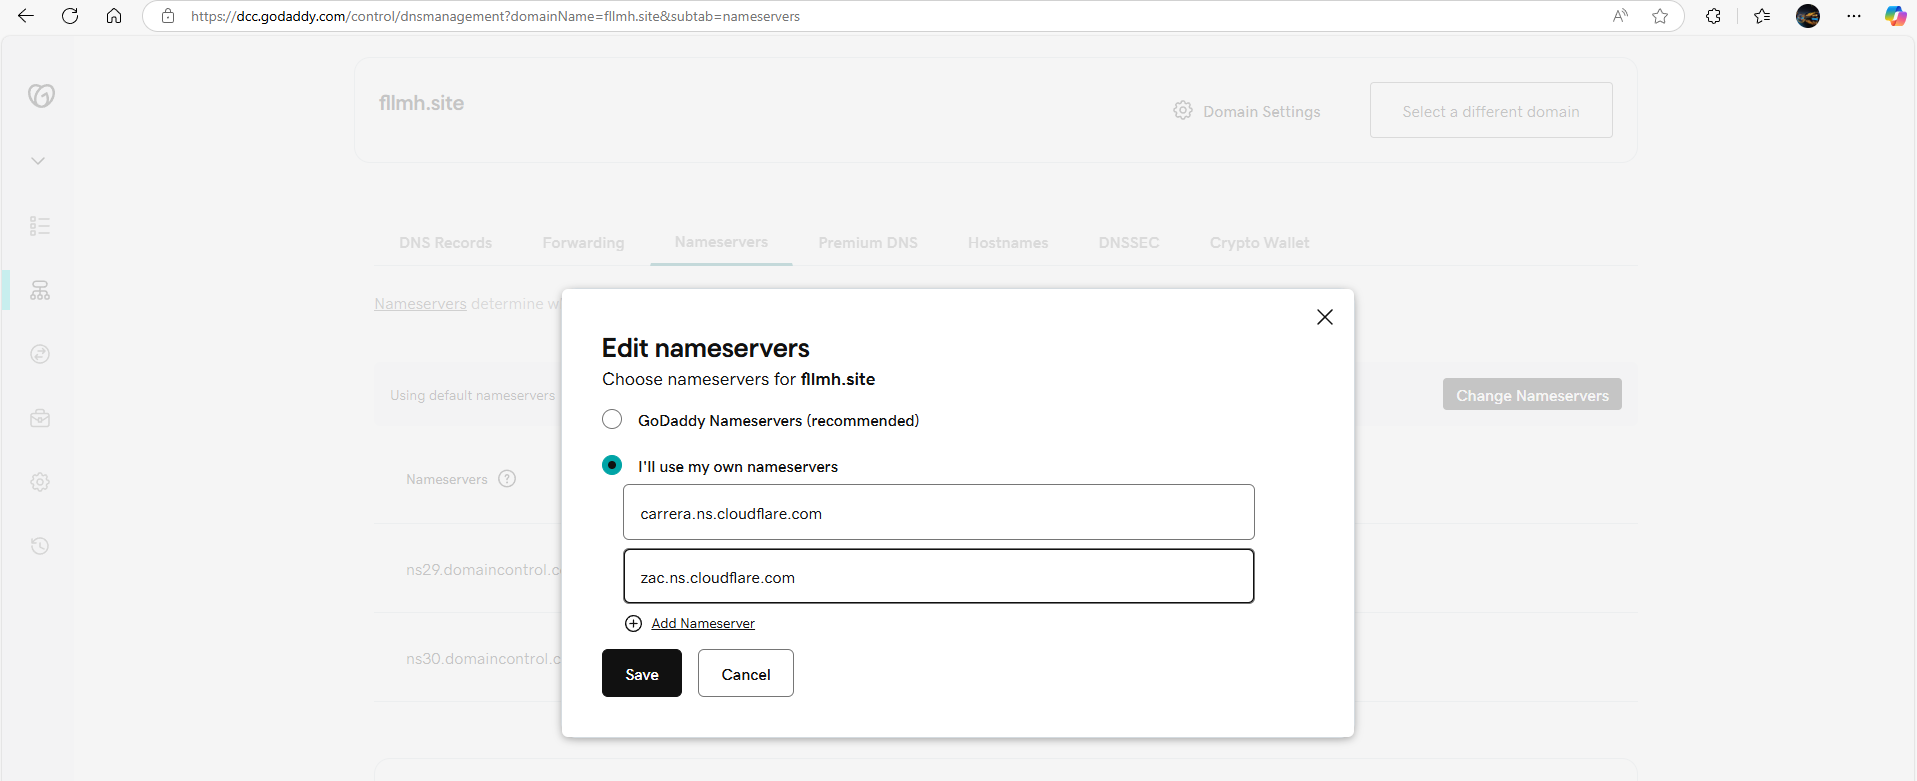 https://dcc.godaddy.com/control/dnsmanagement?domainName=fllmh.site&subtab=nameservers
fllmh.site
Domain Settings
Select a different domain
DNS Records Forwarding Nameservers Premium DNS Hostnames DNSSEC Crypto Wallet
Nameservers determine w
Edit nameservers
Choose nameservers for fllmh.site
Using default nameservers
Change Nameservers
GoDaddy Nameservers (recommended)
I'll use my own nameservers
Nameservers ?
carrera.ns.cloudflare.com
ns29.domaincontrol.c
zac.ns.cloudflare.com
Add Nameserver
ns30.domaincontrol.c
Save Cancel